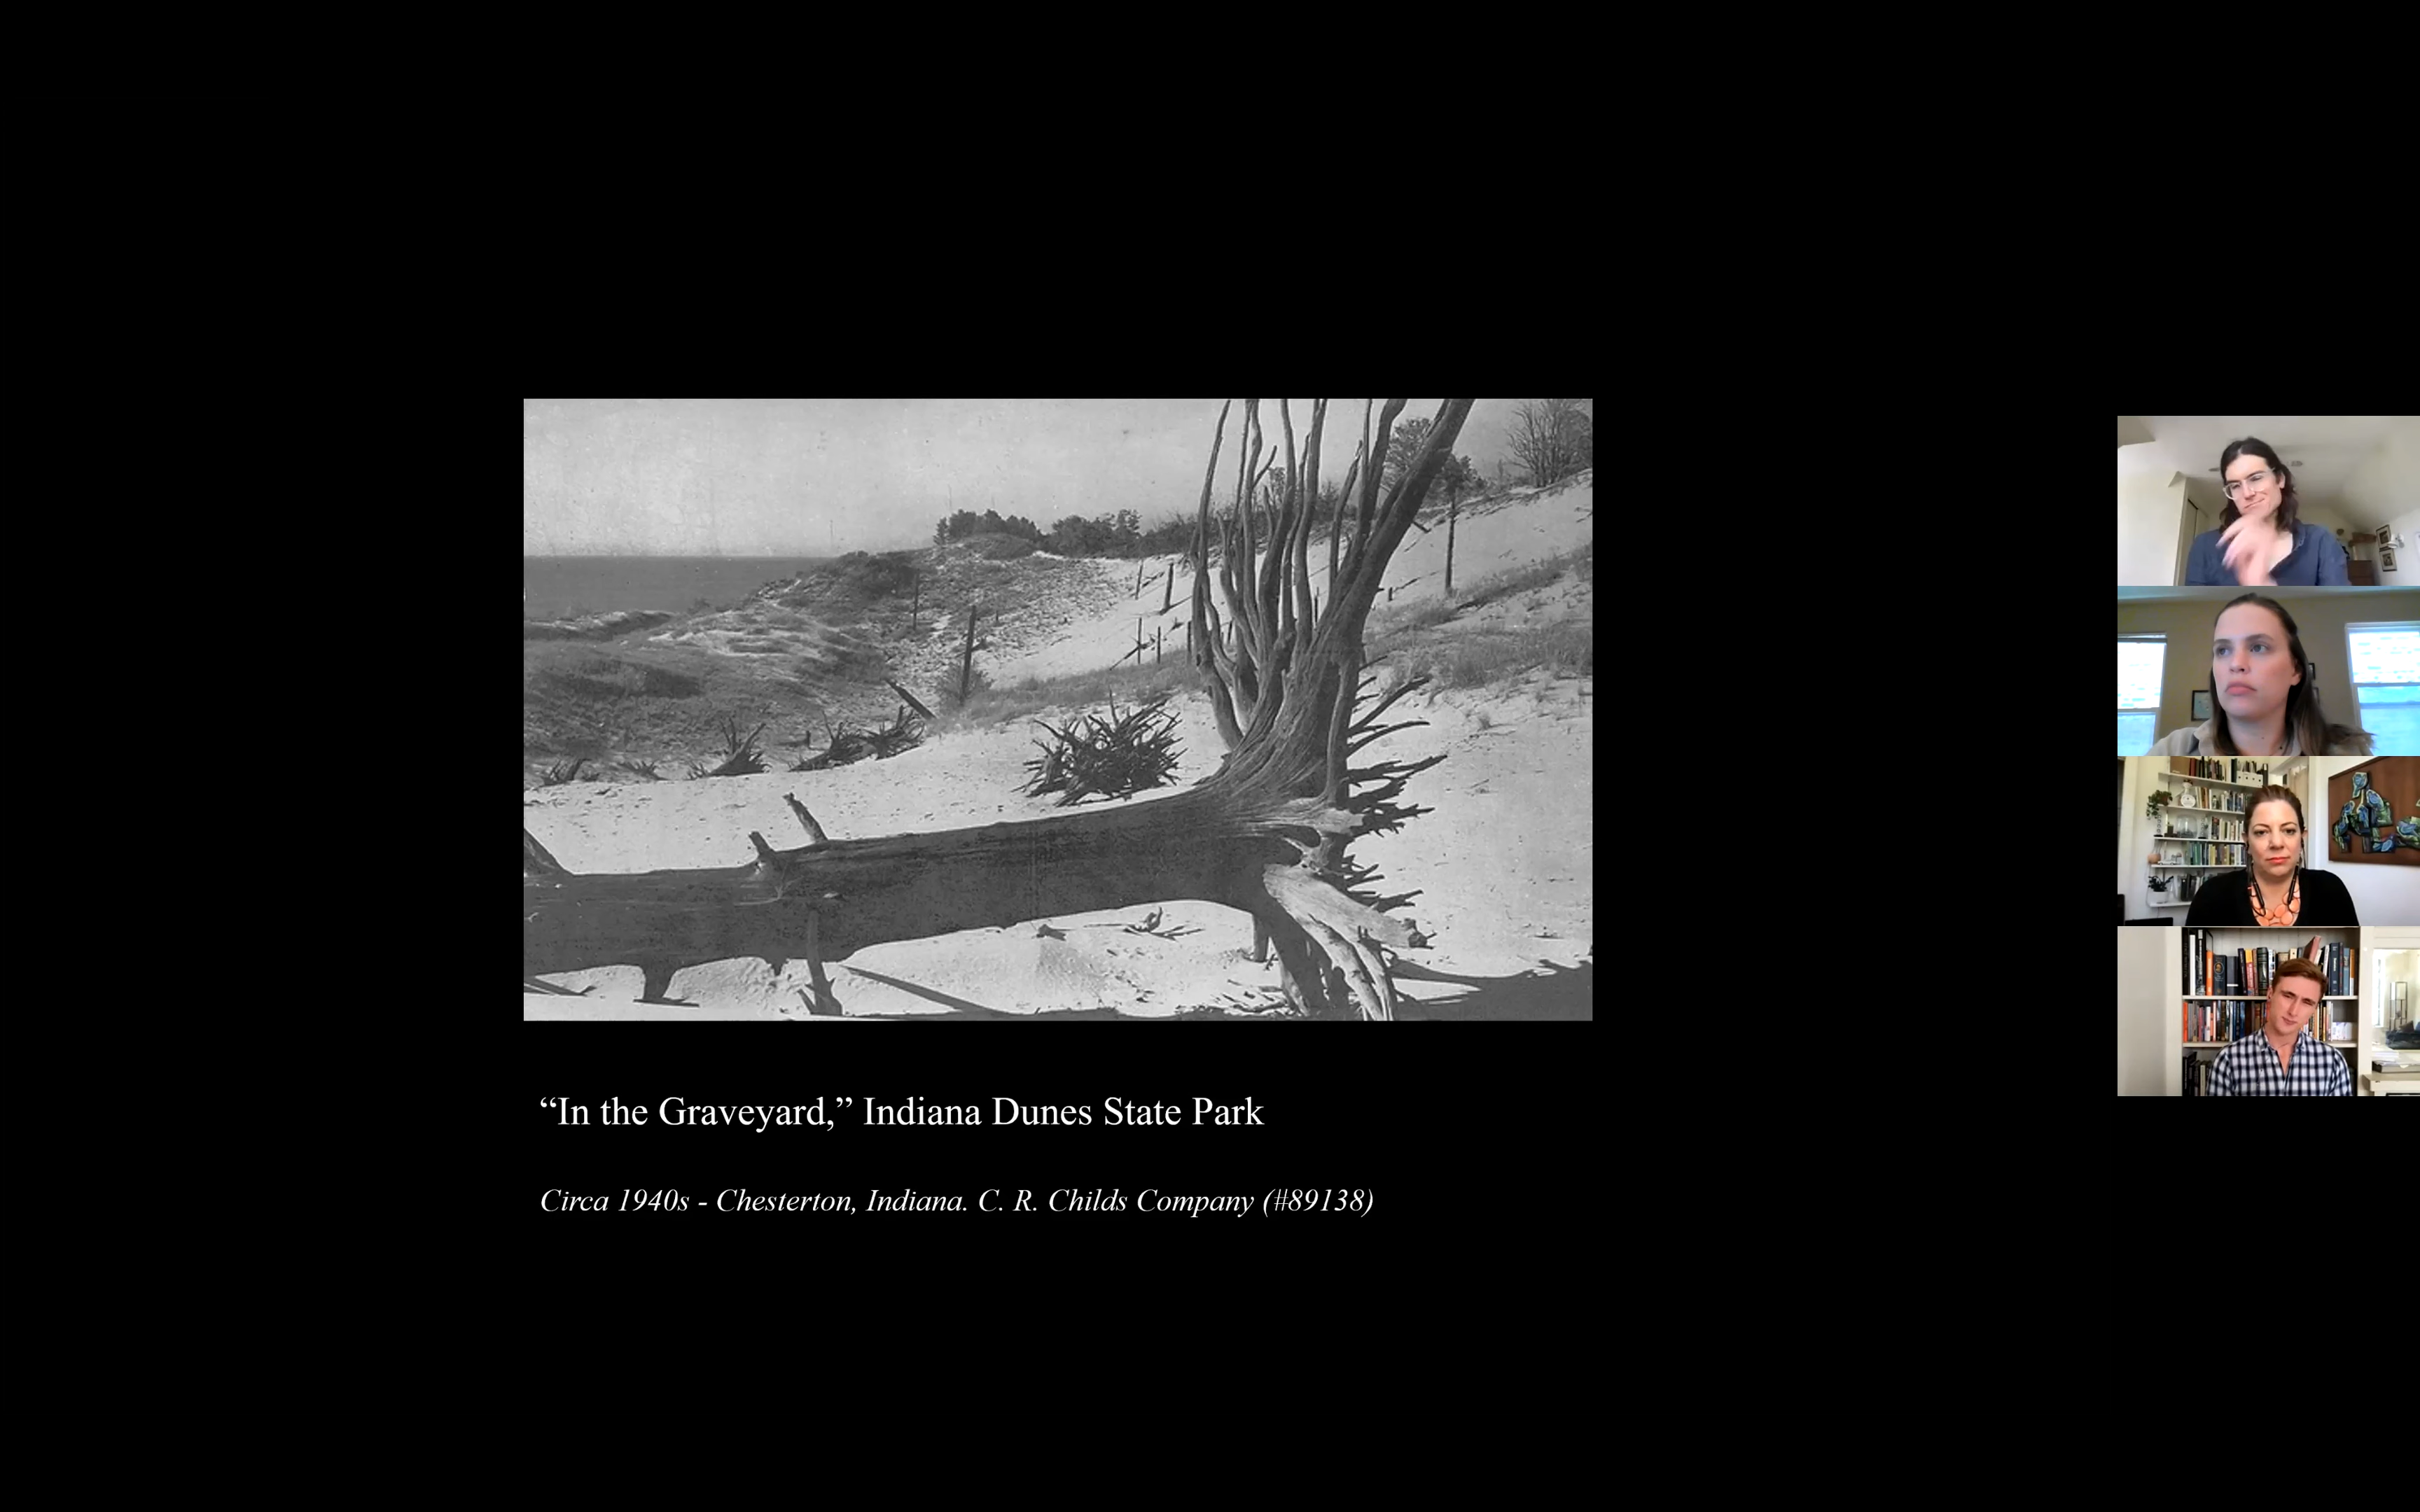 “In the Graveyard,” Indiana Dunes State Park
Circa 1940s - Chesterton, Indiana. C. R. Childs Company (#89138)